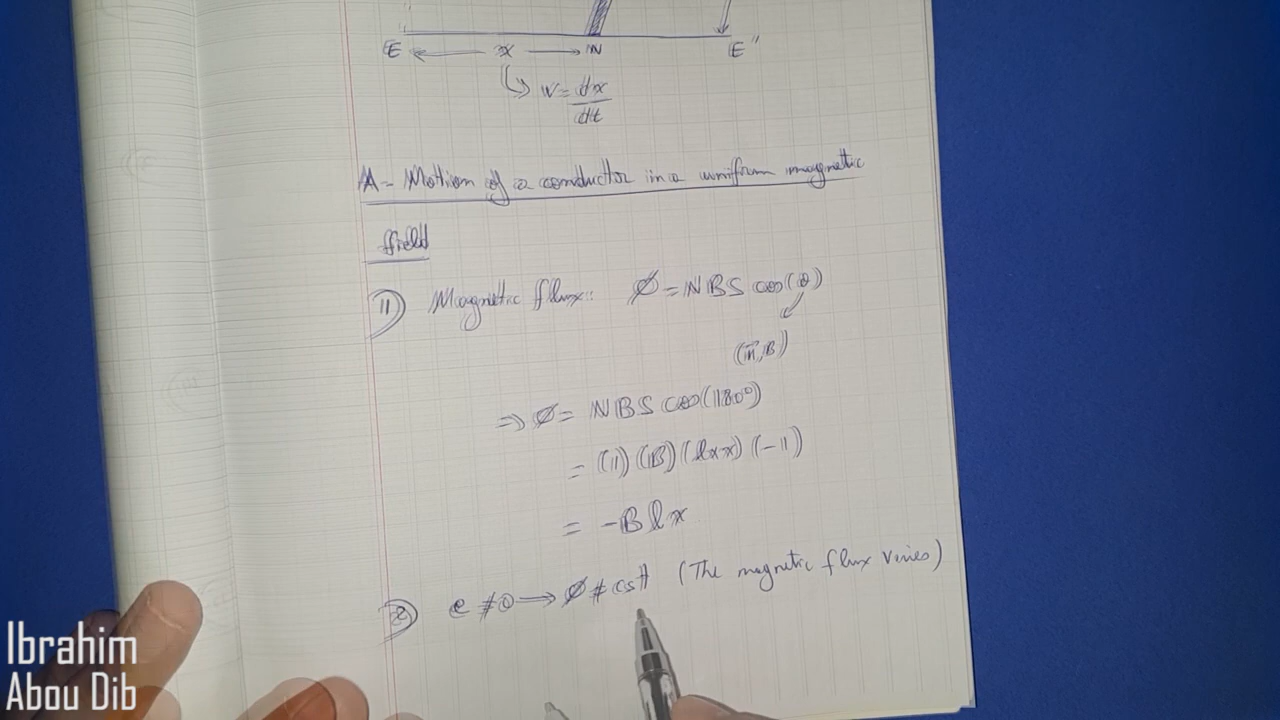 E x N E"
v = dx/dt
A- Motion of a conductor in a uniform magnetic
field
1) Magnetic flux: Ø = NBS cos(θ)
(n, B)
⇒ Ø = NBS cos(180°)
= (1) (B) (l×x) (-1)
= -Blx
2) e ≠ 0 → Ø ≠ cst (The magnetic flux varies)
Ibrahim
Abou Dib